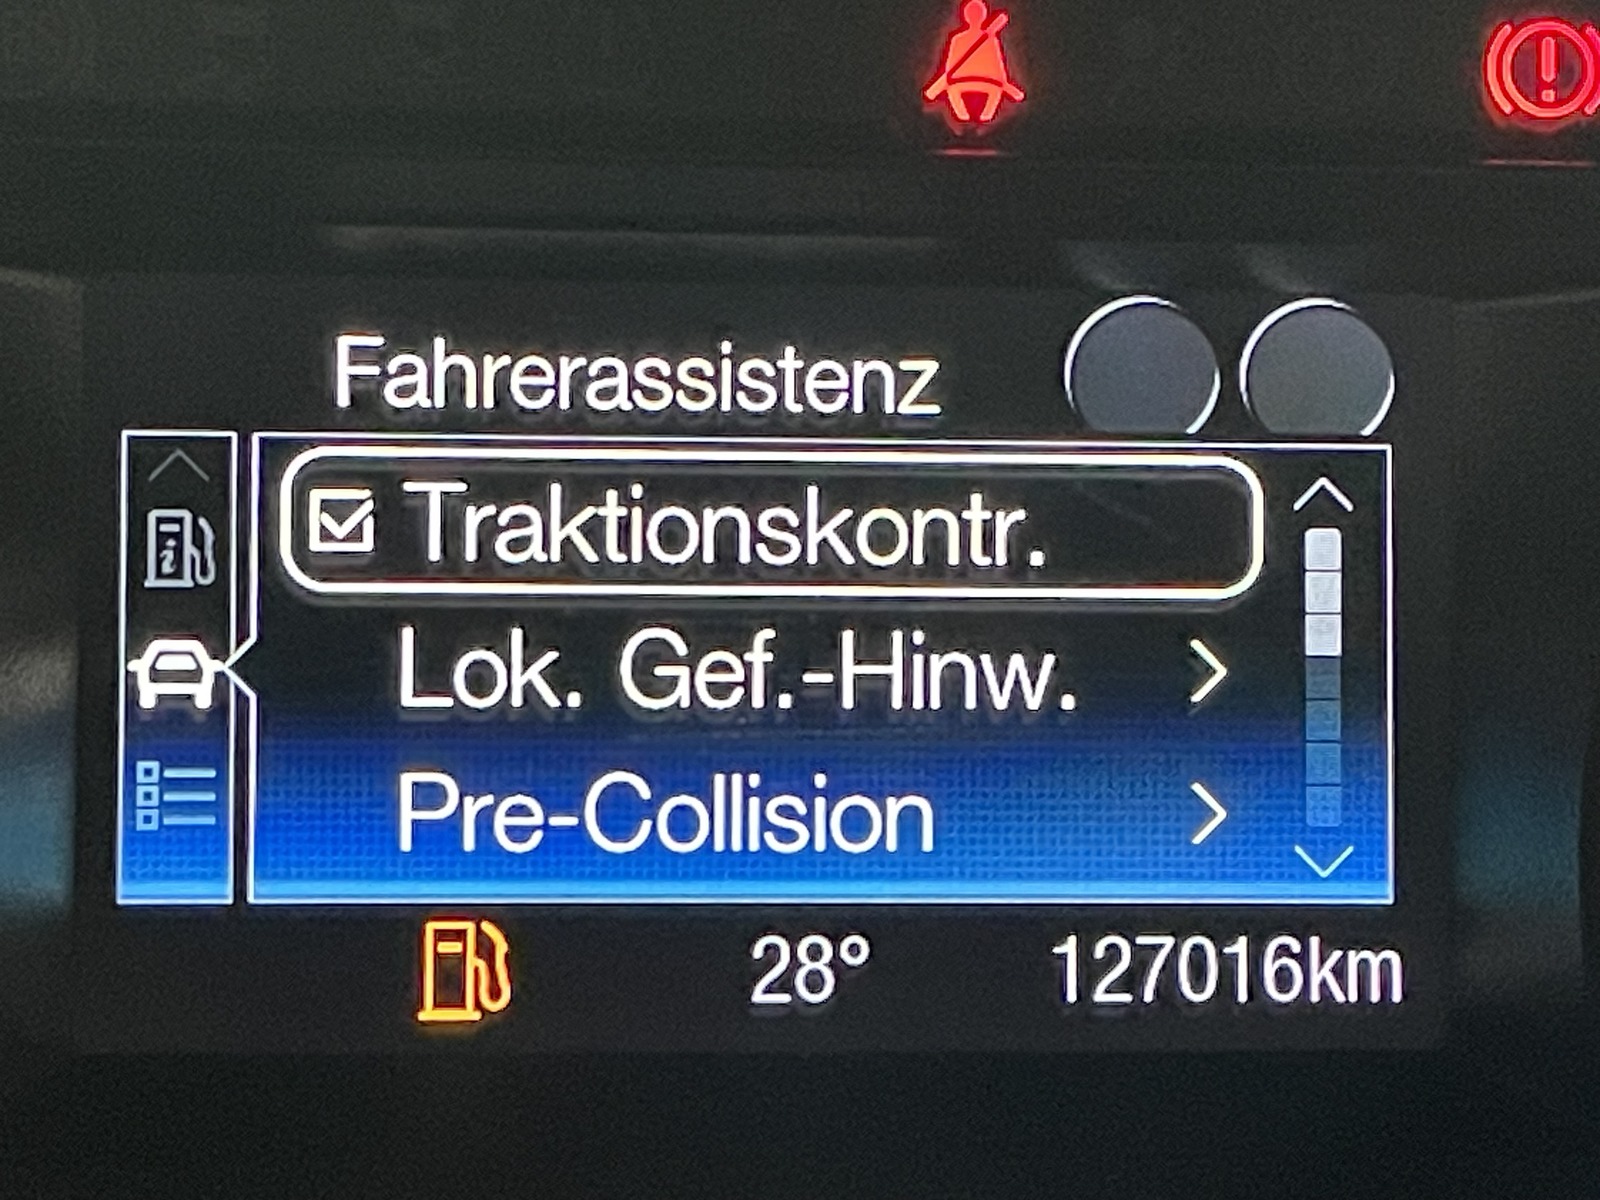 Fahrerassistenz
Traktionskontr.
Lok. Gef.-Hinw.
Pre-Collision
28° 127016km